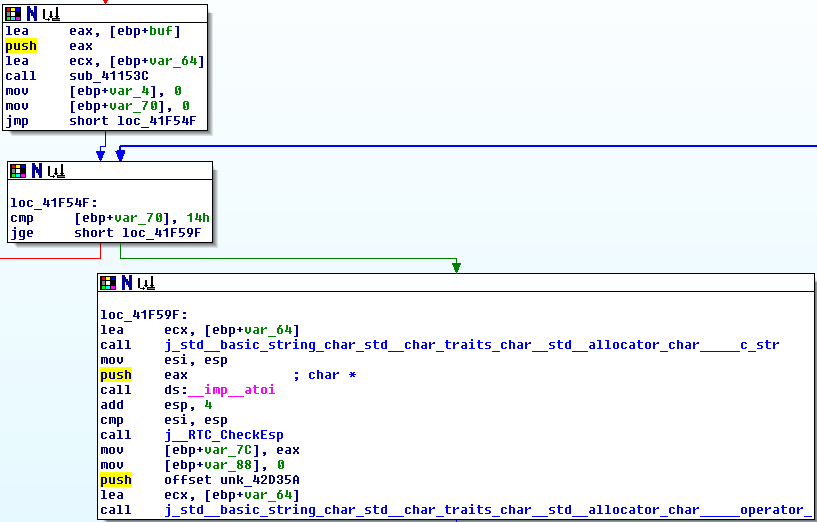 lea eax, [ebp+buf]
push eax
lea ecx, [ebp+var_64]
call sub_41153C
mov [ebp+var_4], 0
mov [ebp+var_70], 0
jmp short loc_41F54F
loc_41F54F:
cmp [ebp+var_70], 14h
jge short loc_41F59F
loc_41F59F:
lea ecx, [ebp+var_64]
call j_std__basic_string_char_std__char_traits_char__std__allocator_char_____c_str
mov esi, esp
push eax ; char *
call ds:__imp__atoi
add esp, 4
cmp esi, esp
call j__RTC_CheckEsp
mov [ebp+var_7C], eax
mov [ebp+var_88], 0
push offset unk_42D35A
lea ecx, [ebp+var_64]
call j_std__basic_string_char_std__char_traits_char__std__allocator_char_____operator_